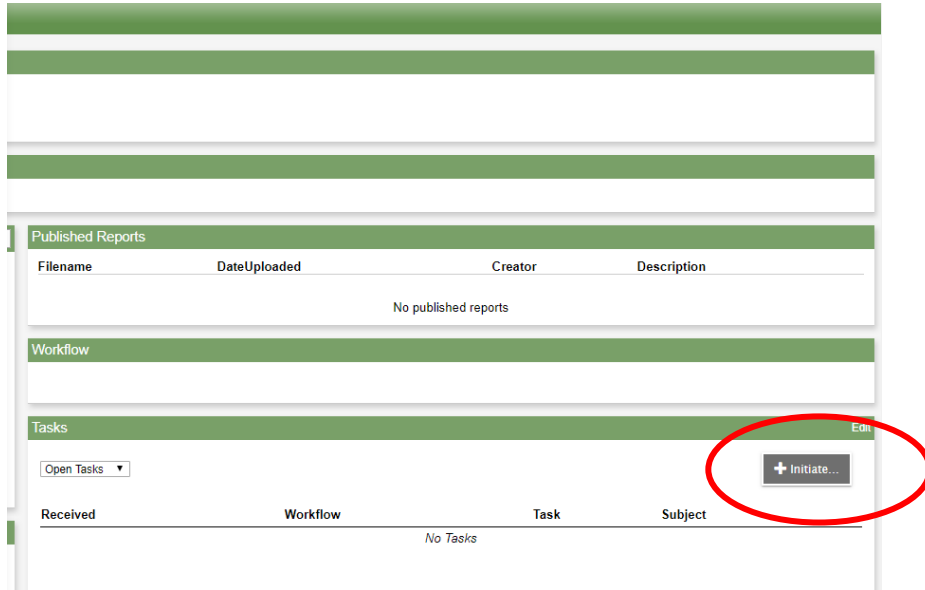 Published Reports
Filename DateUploaded Creator Description
No published reports
Workflow
Tasks Edit
Open Tasks ▼ + Initiate...
Received Workflow Task Subject
No Tasks